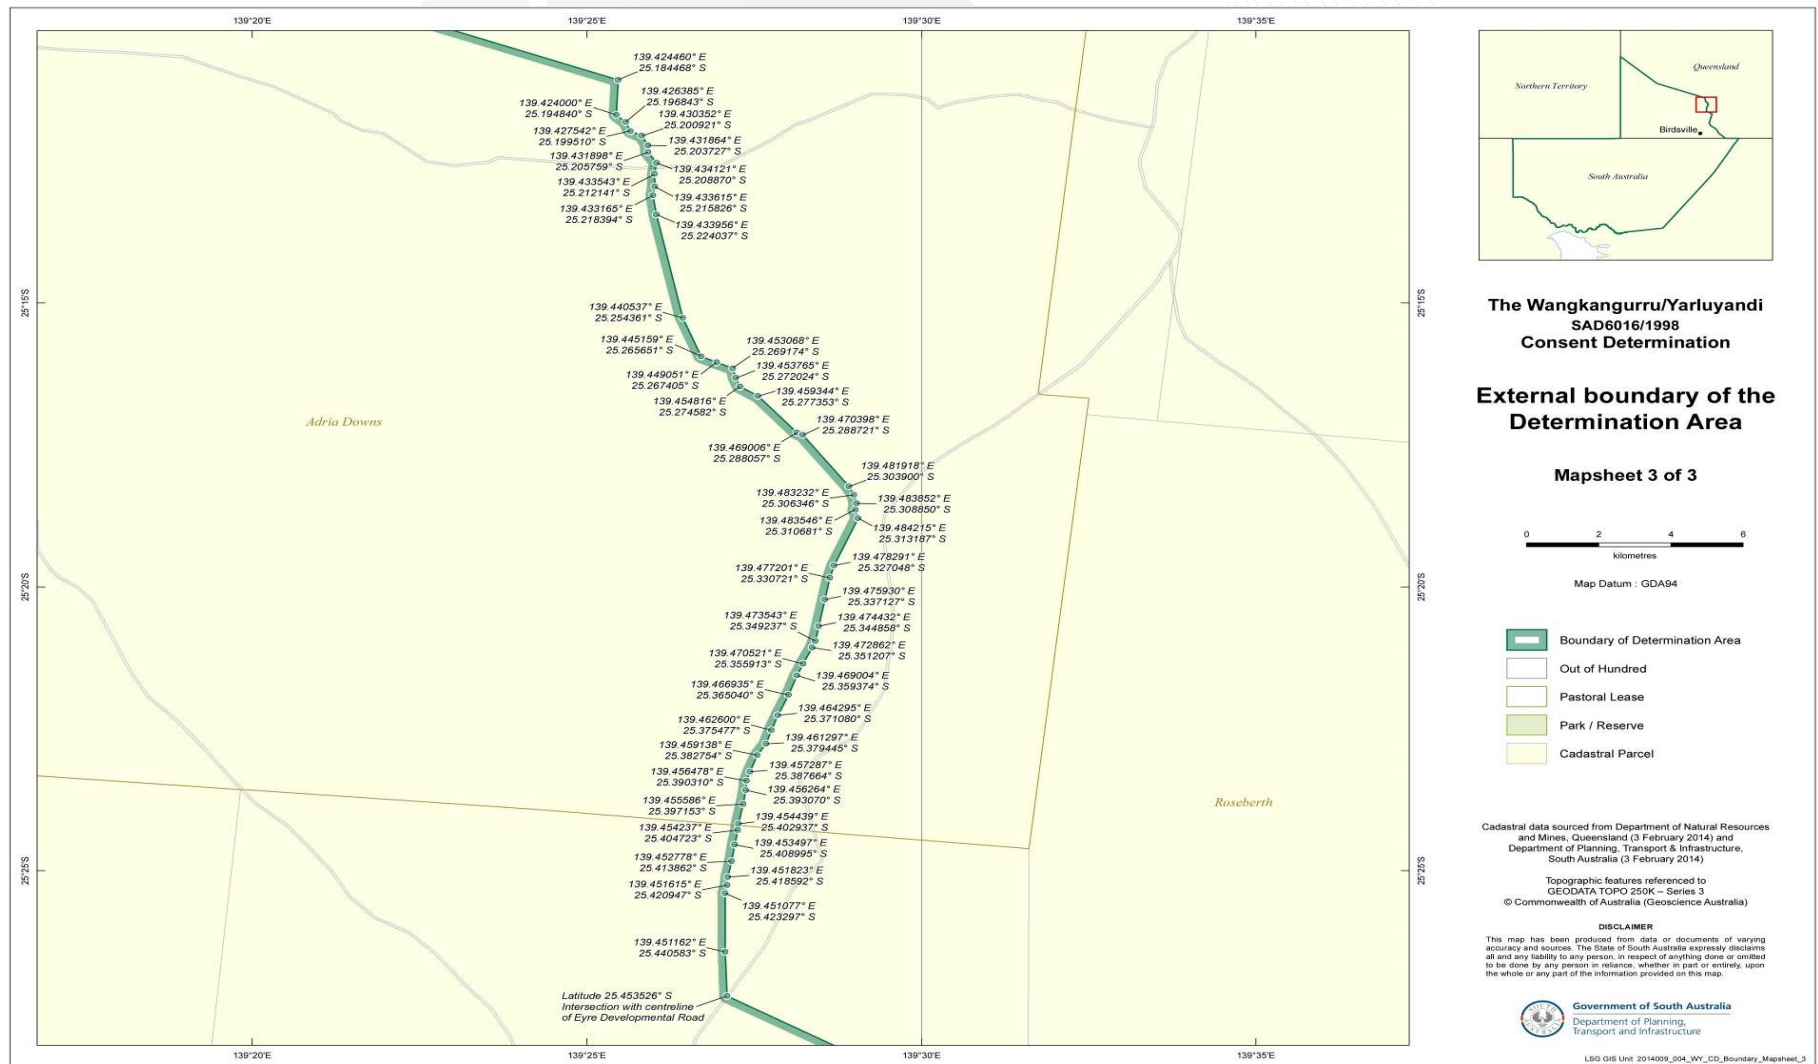 139°20'E
139°25'E
139°30'E
139°35'E
139.424460° E
25.184468° S
139.426385° E
25.196843° S
139.424000° E
25.194840° S
139.430352° E
25.200921° S
139.427542° E
25.199510° S
139.431864° E
25.203727° S
139.431898° E
25.205759° S
139.434121° E
25.208870° S
139.433543° E
25.212141° S
139.433615° E
25.215826° S
139.433165° E
25.218394° S
139.433956° E
25.224037° S
25°15'S
25°15'S
139.440537° E
25.254361° S
139.445159° E
25.265651° S
139.453068° E
25.269174° S
139.449051° E
25.267405° S
139.453765° E
25.272024° S
139.454816° E
25.274582° S
139.459344° E
25.277353° S
139.470398° E
25.288721° S
139.469006° E
25.288057° S
Adria Downs
139.481918° E
25.303900° S
139.483232° E
25.306346° S
139.483852° E
25.308850° S
139.483546° E
25.310681° S
139.484215° E
25.313187° S
139.478291° E
25.327048° S
139.477201° E
25.330721° S
25°20'S
25°20'S
139.475930° E
25.337127° S
139.473543° E
25.349237° S
139.474432° E
25.344858° S
139.472862° E
25.351207° S
139.470521° E
25.355913° S
139.469004° E
25.359374° S
139.466935° E
25.365040° S
139.464295° E
25.371080° S
139.462600° E
25.375477° S
139.461297° E
25.379445° S
139.459138° E
25.382754° S
139.457287° E
25.387664° S
139.456478° E
25.390310° S
139.456264° E
25.393070° S
139.455586° E
25.397153° S
Roseberth
139.454439° E
25.402937° S
139.454237° E
25.404723° S
139.453497° E
25.408995° S
139.452778° E
25.413862° S
139.451823° E
25.418592° S
25°25'S
25°25'S
139.451615° E
25.420947° S
139.451077° E
25.423297° S
139.451162° E
25.440583° S
Latitude 25.453526° S
Intersection with centreline
of Eyre Developmental Road
139°20'E
139°25'E
139°30'E
139°35'E
Northern Territory
Queensland
Birdsville
South Australia
The Wangkangurru/Yarluyandi
SAD6016/1998
Consent Determination
External boundary of the
Determination Area
Mapsheet 3 of 3
0 2 4 6
kilometres
Map Datum : GDA94
Boundary of Determination Area
Out of Hundred
Pastoral Lease
Park / Reserve
Cadastral Parcel
Cadastral data sourced from Department of Natural Resources
and Mines, Queensland (3 February 2014) and
Department of Planning, Transport & Infrastructure,
South Australia (3 February 2014)
Topographic features referenced to
GEODATA TOPO 250K – Series 3
© Commonwealth of Australia (Geoscience Australia)
DISCLAIMER
This map has been produced from data or documents of varying
accuracy and sources. The State of South Australia expressly disclaims
all and any liability to any person, in respect of anything done or omitted
to be done by any person in reliance, whether in part or entirely, upon
the whole or any part of the information provided on this map.
SOUTH
AUSTRALIA
Government of South Australia
Department of Planning,
Transport and Infrastructure
LSG GIS Unit 2014009_004_WY_CD_Boundary_Mapsheet_3